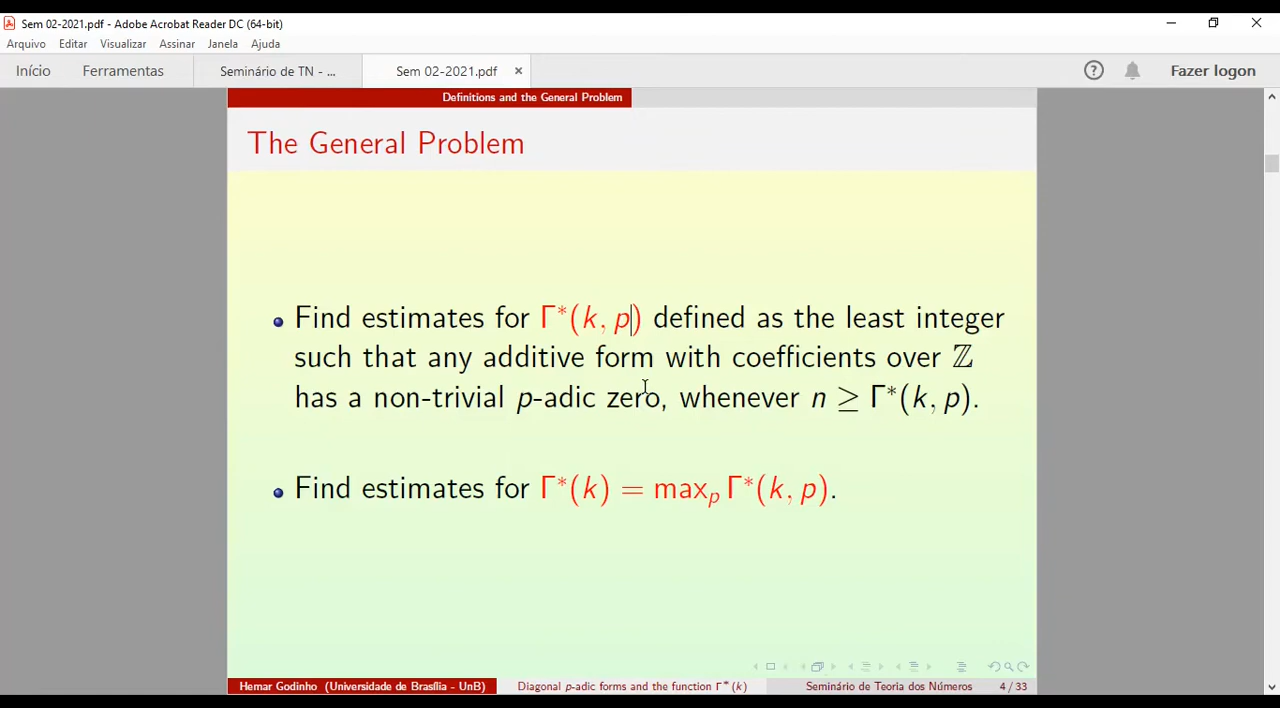 Sem 02-2021.pdf - Adobe Acrobat Reader DC (64-bit)
Arquivo Editar Visualizar Assinar Janela Ajuda
Início Ferramentas Seminário de TN - ... Sem 02-2021.pdf × Fazer logon
Definitions and the General Problem
The General Problem
Find estimates for Γ*(k, p) defined as the least integer
such that any additive form with coefficients over ℤ
has a non-trivial p-adic zero, whenever n ≥ Γ*(k, p).
Find estimates for Γ*(k) = maxₚ Γ*(k, p).
Hemar Godinho (Universidade de Brasília - UnB) Diagonal p-adic forms and the function Γ*(k) Seminário de Teoria dos Números 4 / 33